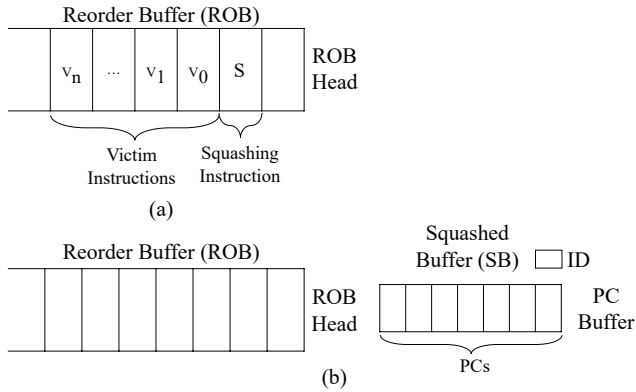 Reorder Buffer (ROB)
Vn ... V1 V0 S
ROB
Head
Victim
Instructions
Squashing
Instruction
(a)
Reorder Buffer (ROB)
ROB
Head
Squashed
Buffer (SB)
ID
PC
Buffer
PCs
(b)